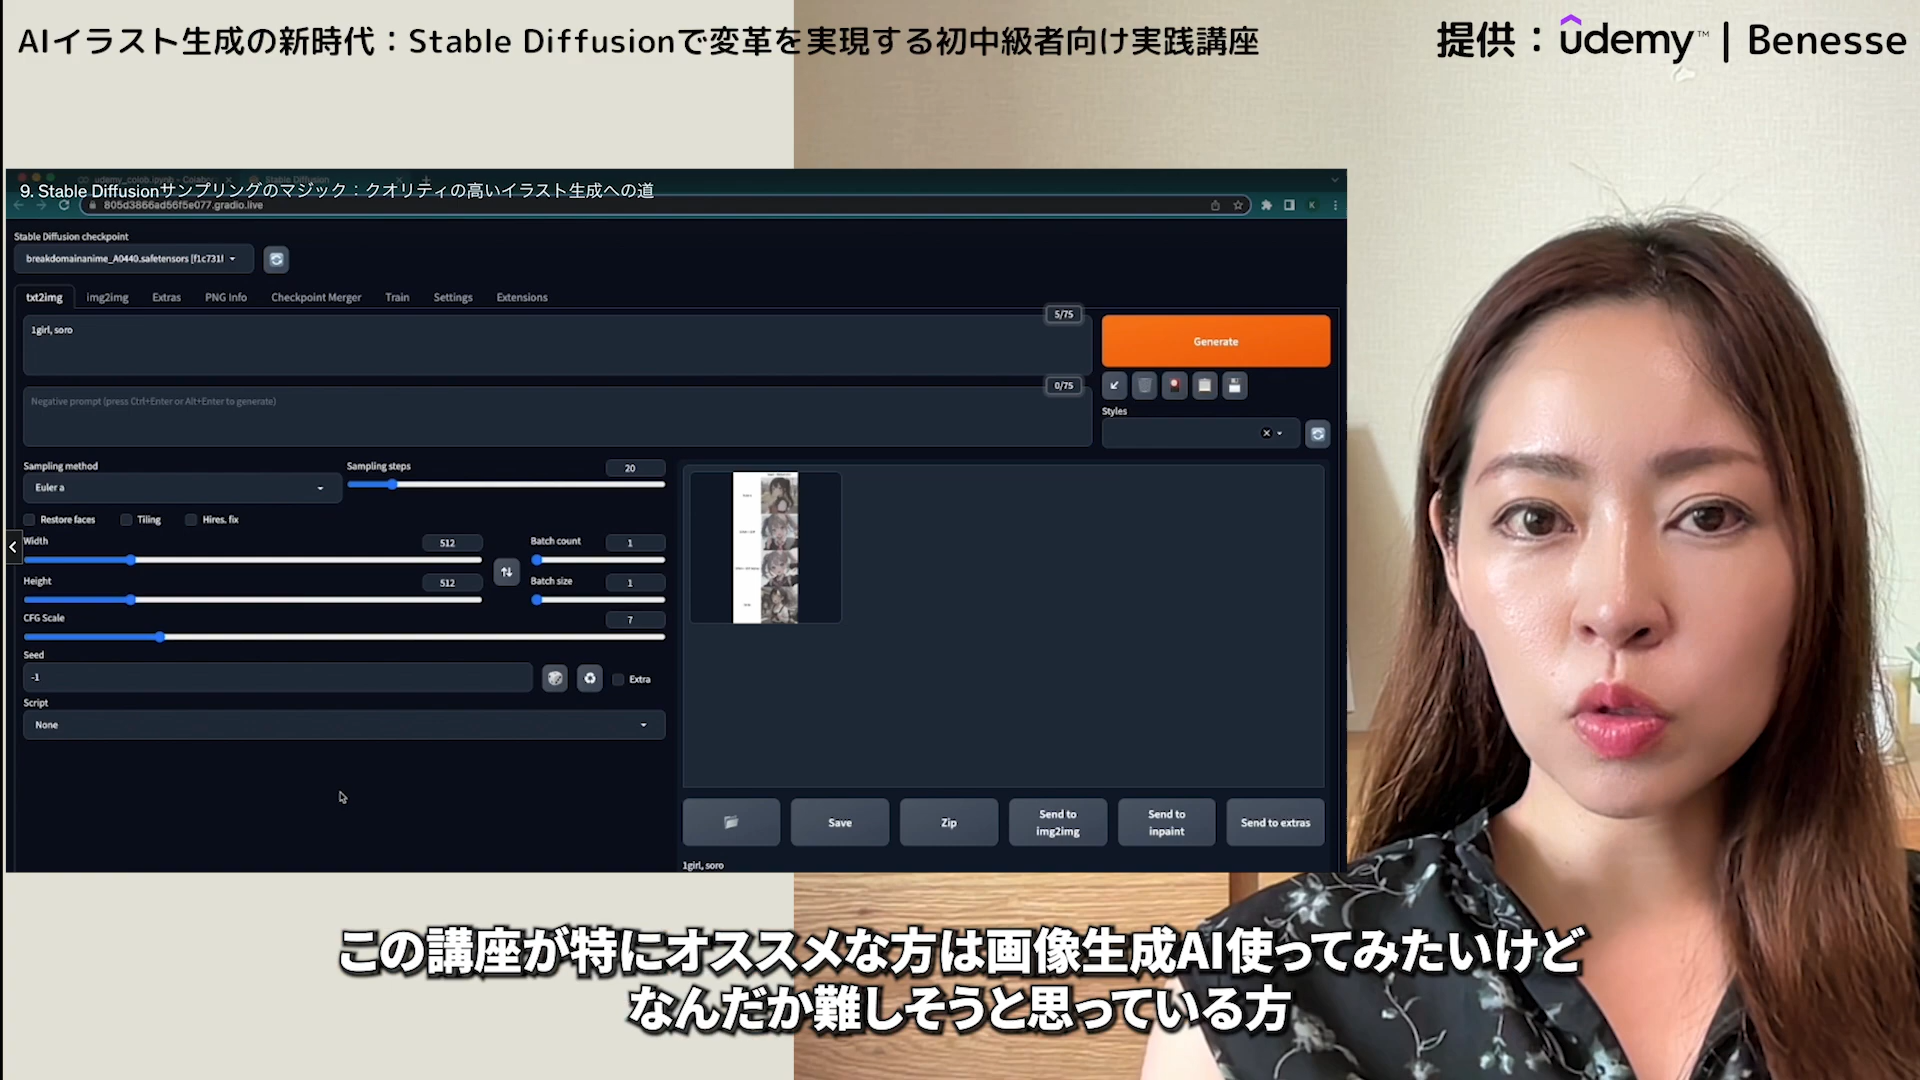 AIイラスト生成の新時代：Stable Diffusionで変革を実現する初中級者向け実践講座
提供：ûdemy™ | Benesse
udemy_colob.ipynb - Colabo
Stable Diffusion
9. Stable Diffusionサンプリングのマジック：クオリティの高いイラスト生成への道
805d3866ad56f5e077.gradio.live
K
Stable Diffusion checkpoint
breakdomainanime_A0440.safetensors [f1c731
txt2img
img2img
Extras
PNG Info
Checkpoint Merger
Train
Settings
Extensions
5/75
1girl, soro
Generate
0/75
Negative prompt (press Ctrl+Enter or Alt+Enter to generate)
Styles
Sampling method
Euler a
Sampling steps
20
Restore faces
Tiling
Hires. fix
Width
512
Batch count
1
Height
512
Batch size
1
CFG Scale
7
Seed
-1
Extra
Script
None
Save
Zip
Send to
img2img
Send to
inpaint
Send to extras
1girl, soro
この講座が特にオススメな方は画像生成AI使ってみたいけど
なんだか難しそうと思っている方